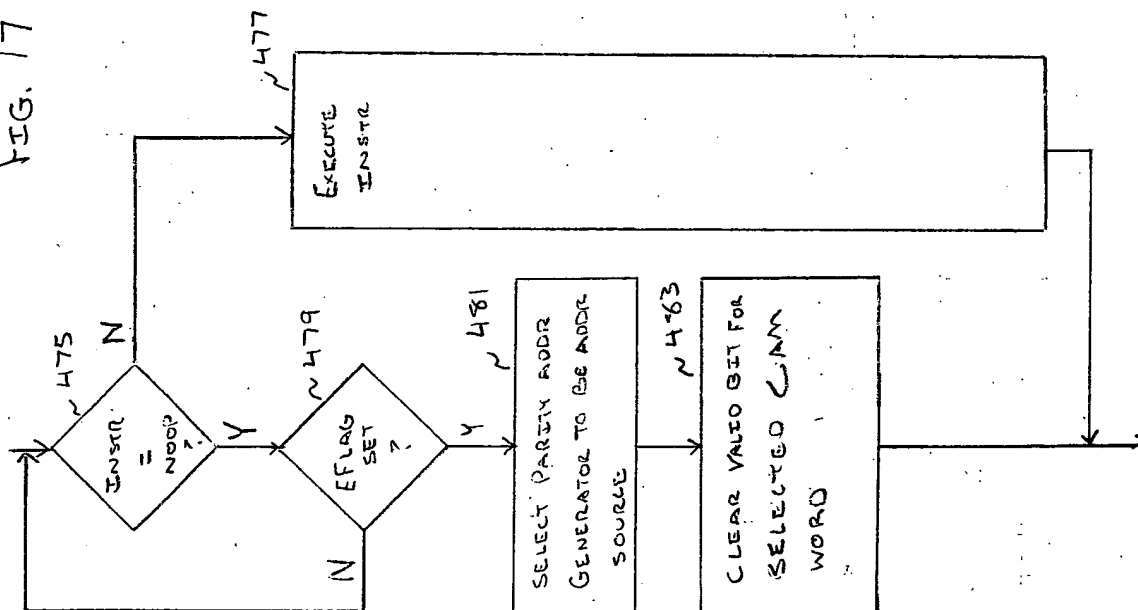 FIG. 17
475
INSTR
=
NOOP
?
N
Y
477
EXECUTE
INSTR
479
EFLAG
SET
?
N
Y
481
SELECT PARITY ADDR
GENERATOR TO BE ADDR
SOURCE
483
CLEAR VALID BIT FOR
SELECTED CAM
WORD